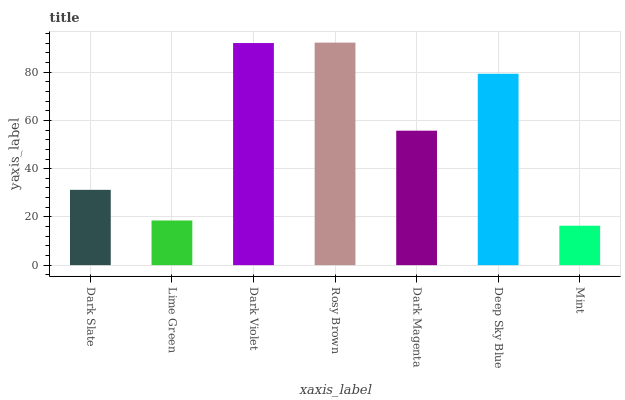 title
yaxis_label
80
60
40
20
0
Dark Slate
Lime Green
Dark Violet
Rosy Brown
Dark Magenta
Deep Sky Blue
Mint
xaxis_label